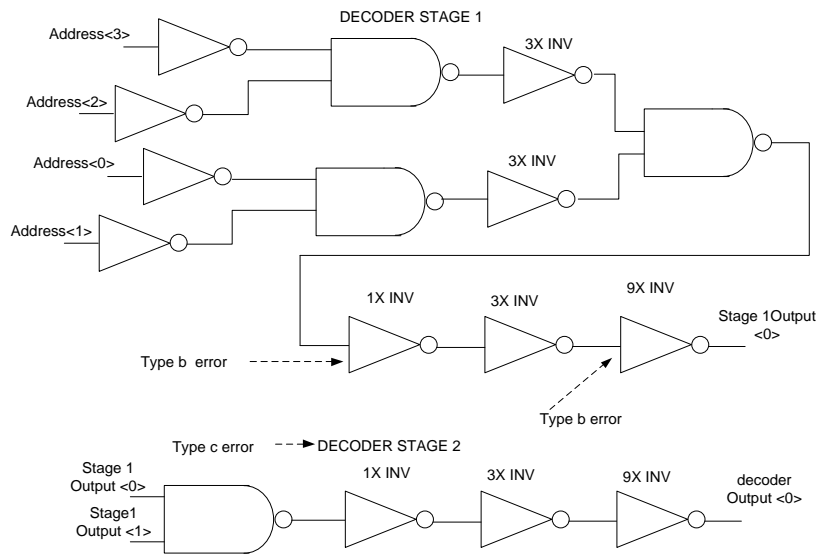 DECODER STAGE 1
Address<3>
3X INV
Address<2>
Address<0>
3X INV
Address<1>
1X INV
3X INV
9X INV
Stage 1Output
<0>
Type b error
Type b error
Type c error
DECODER STAGE 2
Stage 1
Output <0>
1X INV
3X INV
9X INV
decoder
Output <0>
Stage1
Output <1>